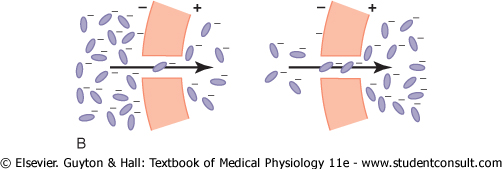 − + − +
B
© Elsevier. Guyton & Hall: Textbook of Medical Physiology 11e - www.studentconsult.com